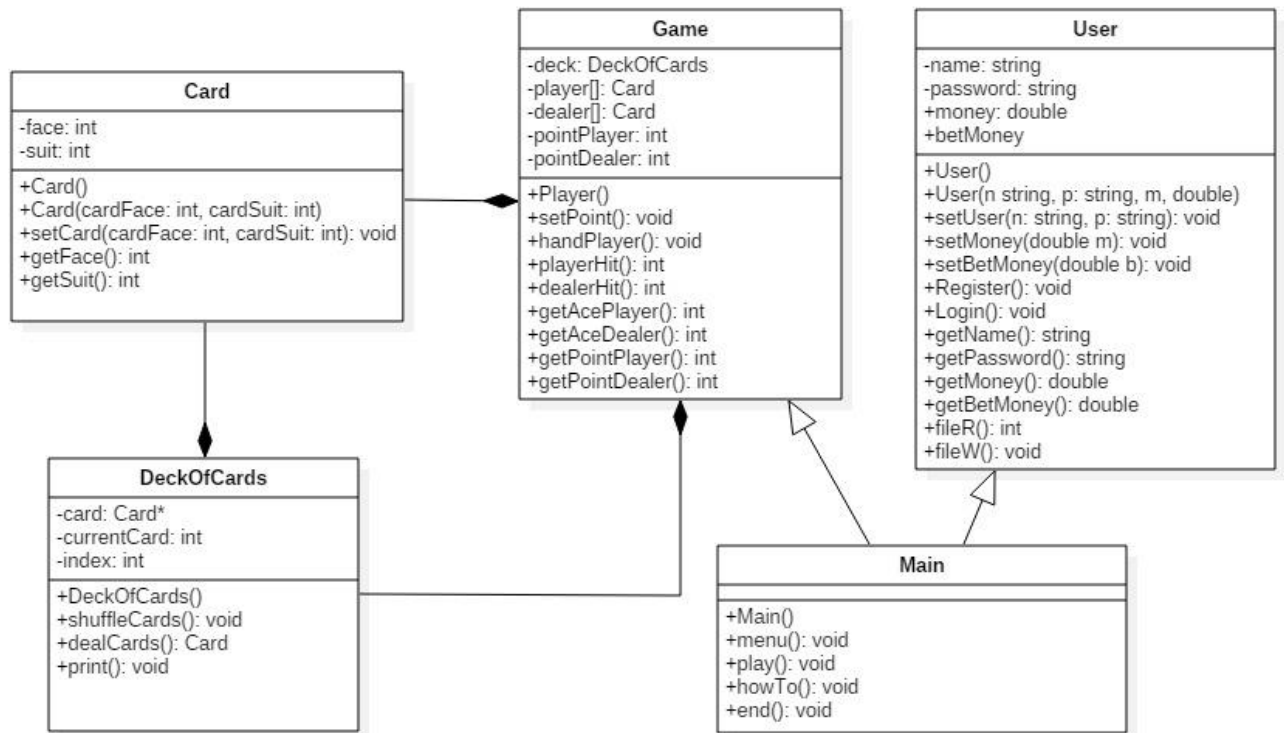 Card
-face: int
-suit: int
+Card()
+Card(cardFace: int, cardSuit: int)
+setCard(cardFace: int, cardSuit: int): void
+getFace(): int
+getSuit(): int
Game
-deck: DeckOfCards
-player[]: Card
-dealer[]: Card
-pointPlayer: int
-pointDealer: int
+Player()
+setPoint(): void
+handPlayer(): void
+playerHit(): int
+dealerHit(): int
+getAcePlayer(): int
+getAceDealer(): int
+getPointPlayer(): int
+getPointDealer(): int
User
-name: string
-password: string
+money: double
+betMoney
+User()
+User(n string, p: string, m, double)
+setUser(n: string, p: string): void
+setMoney(double m): void
+setBetMoney(double b): void
+Register(): void
+Login(): void
+getName(): string
+getPassword(): string
+getMoney(): double
+getBetMoney(): double
+fileR(): int
+fileW(): void
DeckOfCards
-card: Card*
-currentCard: int
-index: int
+DeckOfCards()
+shuffleCards(): void
+dealCards(): Card
+print(): void
Main
+Main()
+menu(): void
+play(): void
+howTo(): void
+end(): void